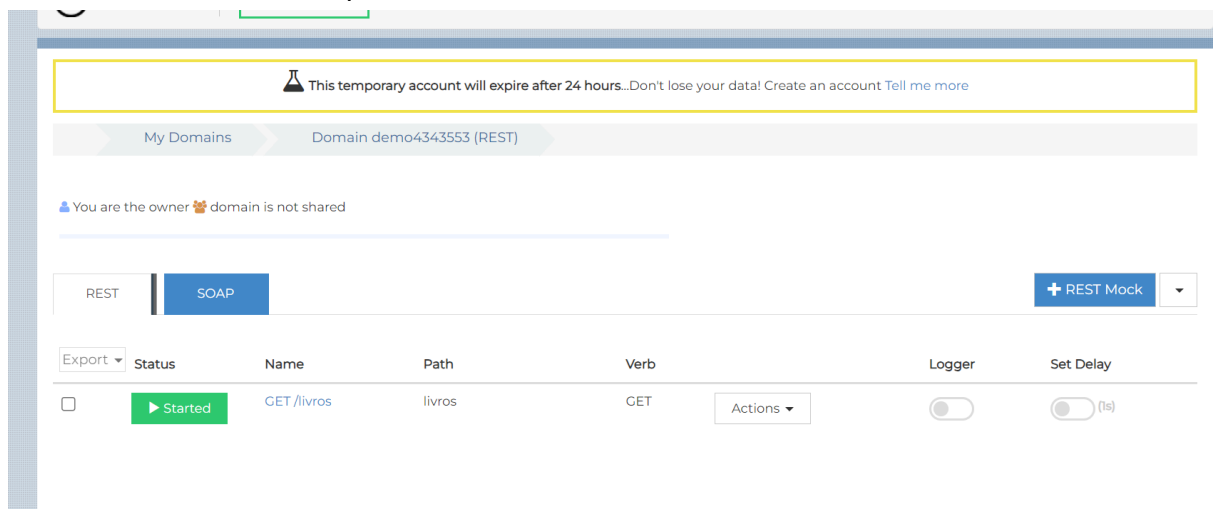 This temporary account will expire after 24 hours...Don't lose your data! Create an account Tell me more
My Domains Domain demo4343553 (REST)
You are the owner domain is not shared
REST SOAP + REST Mock
Export Status Name Path Verb Logger Set Delay
Started GET /livros livros GET Actions (1s)